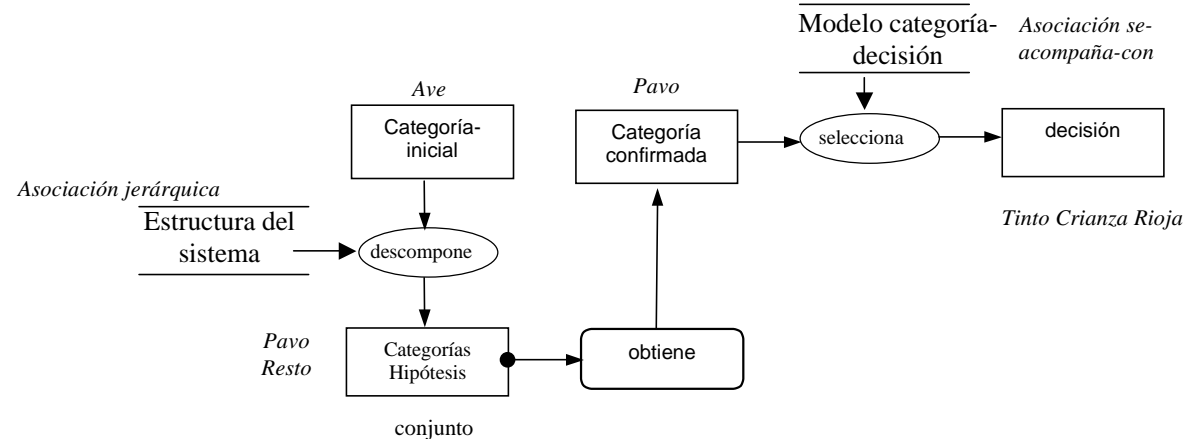 Modelo categoría-
decisión
Asociación se-
acompaña-con
Ave
Pavo
Categoría-
inicial
Categoría
confirmada
selecciona
decisión
Asociación jerárquica
Estructura del
sistema
descompone
Tinto Crianza Rioja
Pavo
Resto
Categorías
Hipótesis
obtiene
conjunto